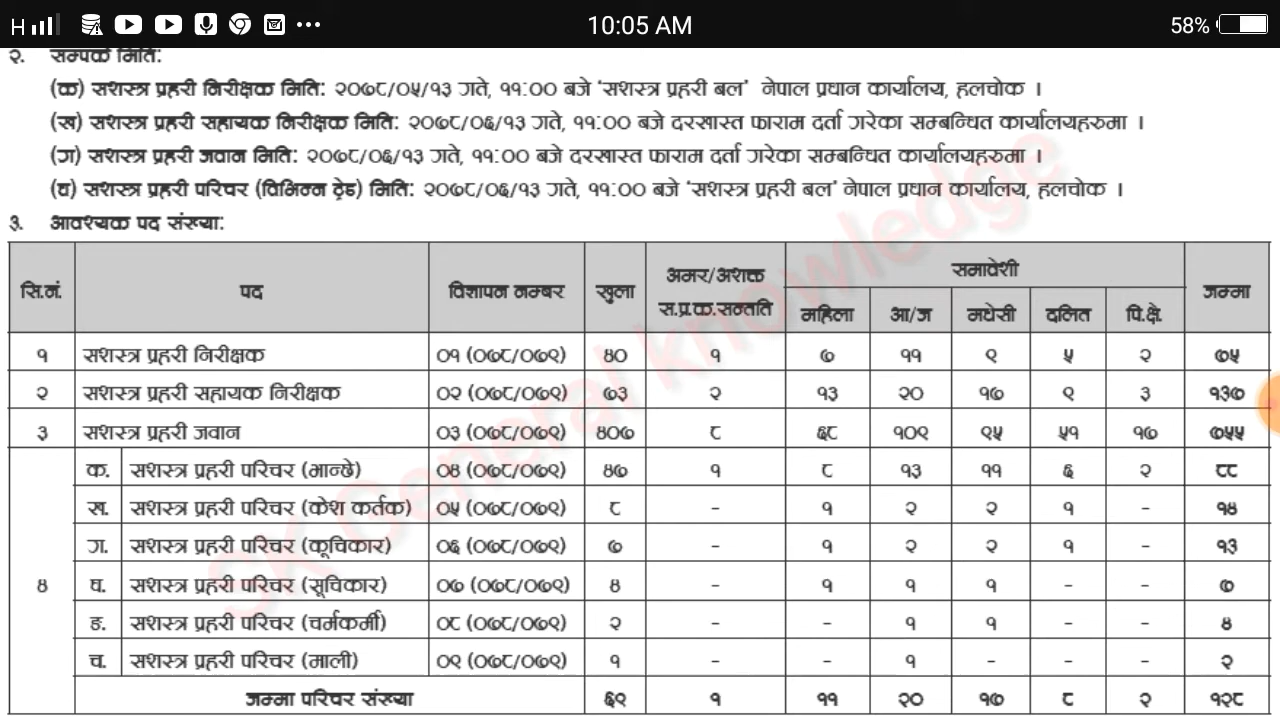 H 10:05 AM 58%
२. सम्पर्क मिति:
(क) सशस्त्र प्रहरी निरीक्षक मिति: २०७८/०५/१३ गते, ११:०० बजे 'सशस्त्र प्रहरी बल' नेपाल प्रधान कार्यालय, हलचोक ।
(ख) सशस्त्र प्रहरी सहायक निरीक्षक मिति: २०७८/०६/१३ गते, ११:०० बजे दरखास्त फाराम दर्ता गरेका सम्बन्धित कार्यालयहरुमा ।
(ग) सशस्त्र प्रहरी जवान मिति: २०७८/०६/१३ गते, ११:०० बजे दरखास्त फाराम दर्ता गरेका सम्बन्धित कार्यालयहरुमा ।
(घ) सशस्त्र प्रहरी परिचर (विभिन्न ट्रेड) मिति: २०७८/०६/१३ गते, ११:०० बजे 'सशस्त्र प्रहरी बल' नेपाल प्रधान कार्यालय, हलचोक ।
३. आवश्यक पद संख्या:
सि.नं. पद विज्ञापन नम्बर खुला अमर/अशक्त स.प्र.क.सन्तति समावेशी जम्मा
महिला आ/ज मधेसी दलित पि.क्षे.
१ सशस्त्र प्रहरी निरीक्षक ०१ (०७८/०७९) ४० १ ७ ११ ९ ५ २ ७५
२ सशस्त्र प्रहरी सहायक निरीक्षक ०२ (०७८/०७९) ७३ २ १३ २० १७ ९ ३ १३७
३ सशस्त्र प्रहरी जवान ०३ (०७८/०७९) ४०७ ८ ६८ १०९ ९५ ५१ १७ ७५५
४ क. सशस्त्र प्रहरी परिचर (भान्छे) ०४ (०७८/०७९) ४७ १ ८ १३ ११ ६ २ ८८
ख. सशस्त्र प्रहरी परिचर (केश कर्तक) ०५ (०७८/०७९) ८ - १ २ २ १ - १४
ग. सशस्त्र प्रहरी परिचर (कूचिकार) ०६ (०७८/०७९) ७ - १ २ २ १ - १३
घ. सशस्त्र प्रहरी परिचर (सूचिकार) ०७ (०७८/०७९) ४ - १ १ १ - - ७
ङ. सशस्त्र प्रहरी परिचर (चर्मकर्मी) ०८ (०७८/०७९) २ - - १ १ - - ४
च. सशस्त्र प्रहरी परिचर (माली) ०९ (०७८/०७९) १ - - १ - - - २
जम्मा परिचर संख्या ६९ १ ११ २० १७ ८ २ १२८
SK General knowledge